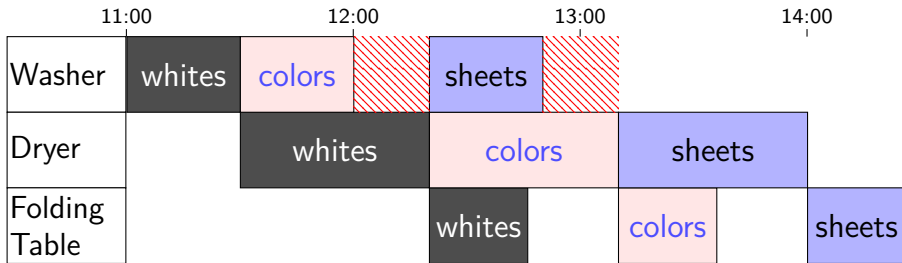 11:00 12:00 13:00 14:00
Washer whites colors sheets
Dryer whites colors sheets
Folding
Table whites colors sheets